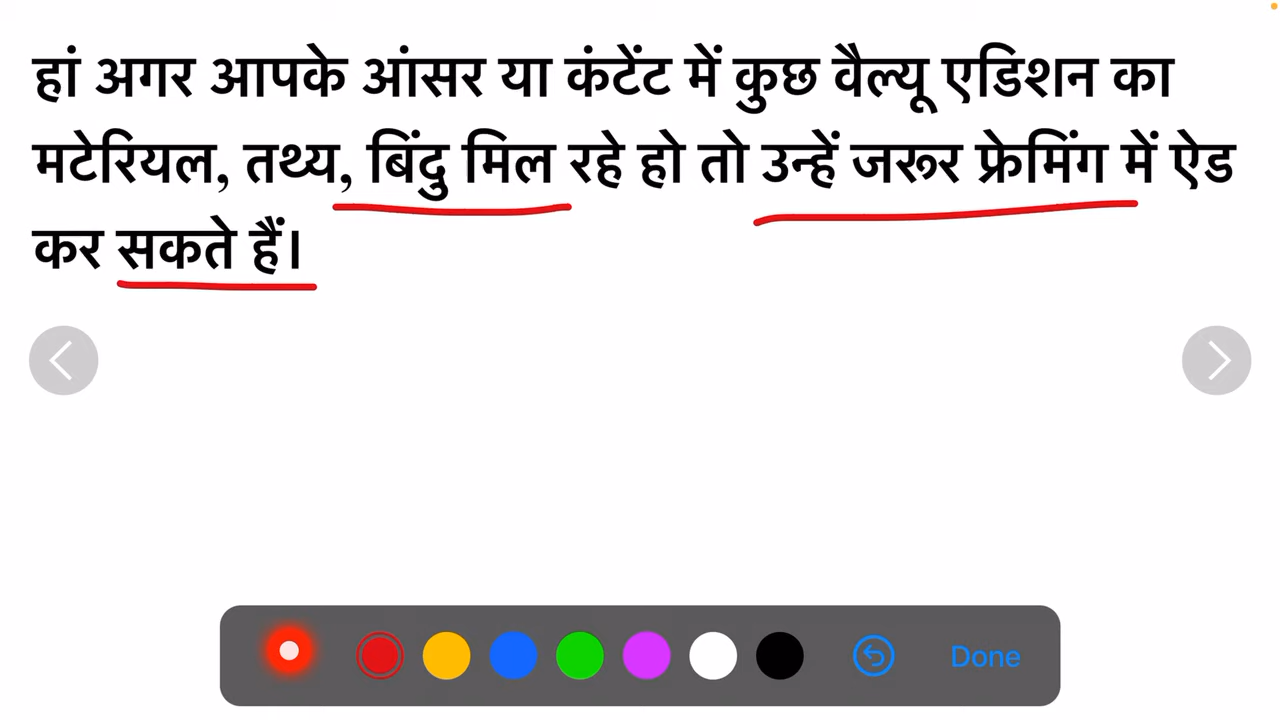 हां अगर आपके आंसर या कंटेंट में कुछ वैल्यू एडिशन का
मटेरियल, तथ्य, बिंदु मिल रहे हो तो उन्हें जरूर फ्रेमिंग में ऐड
कर सकते हैं।
Done